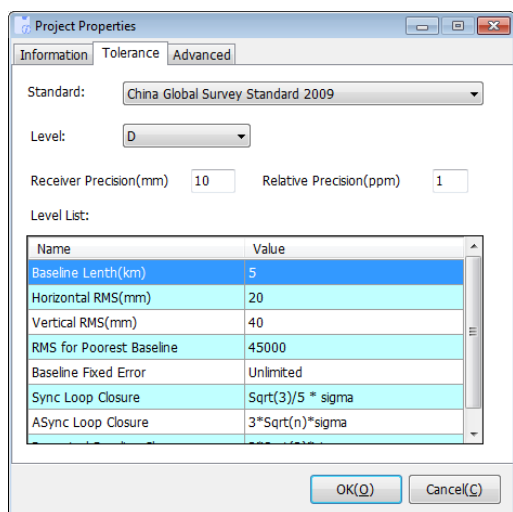 Project Properties
Information Tolerance Advanced
Standard: China Global Survey Standard 2009
Level: D
Receiver Precision(mm) 10 Relative Precision(ppm) 1
Level List:
Name Value
Baseline Lenth(km) 5
Horizontal RMS(mm) 20
Vertical RMS(mm) 40
RMS for Poorest Baseline 45000
Baseline Fixed Error Unlimited
Sync Loop Closure Sqrt(3)/5 * sigma
ASync Loop Closure 3*Sqrt(n)*sigma
OK(O) Cancel(C)